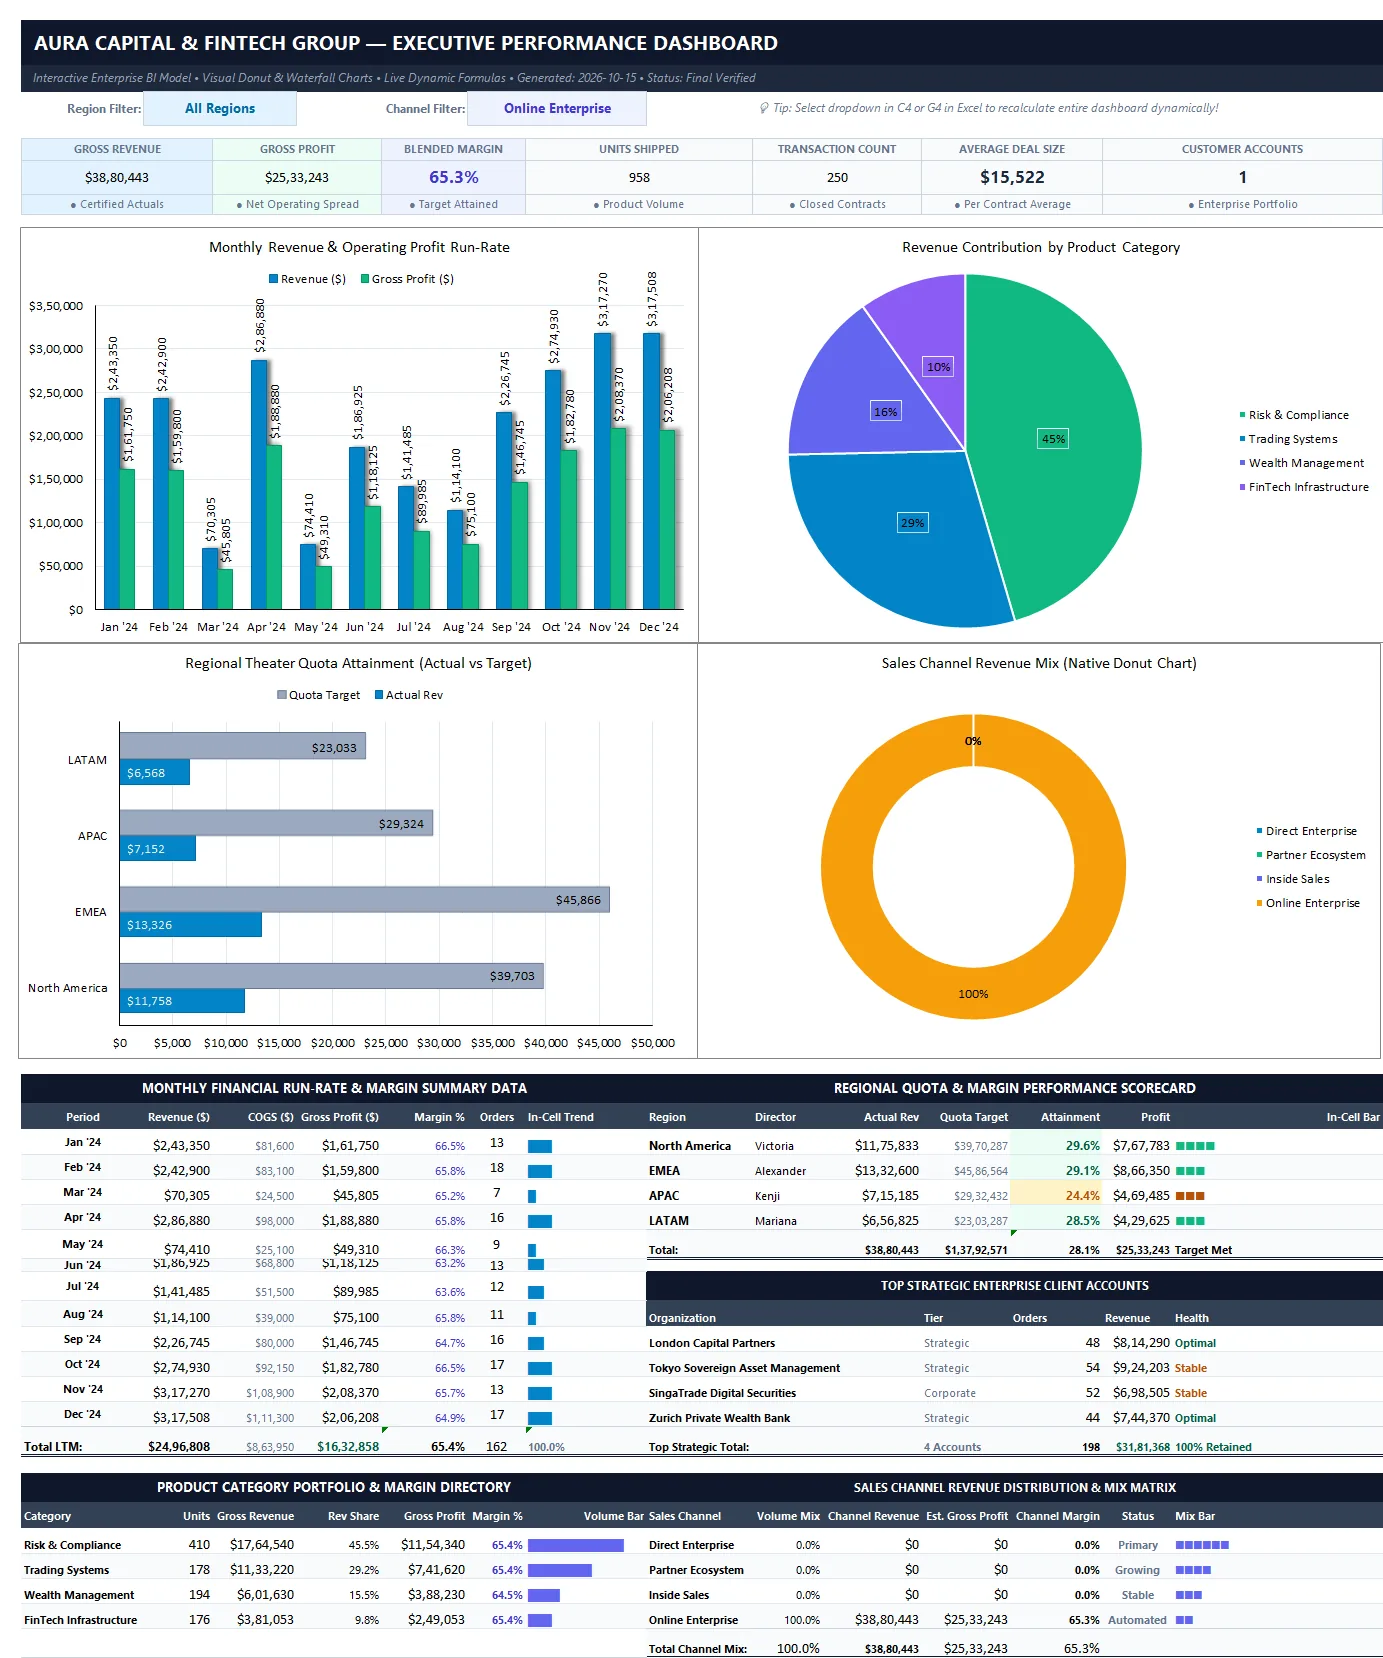 AURA CAPITAL & FINTECH GROUP — EXECUTIVE PERFORMANCE DASHBOARD
Interactive Enterprise BI Model • Visual Donut & Waterfall Charts • Live Dynamic Formulas • Generated: 2026-10-15 • Status: Final Verified
Region Filter: All Regions Channel Filter: Online Enterprise 💡 Tip: Select dropdown in C4 or G4 in Excel to recalculate entire dashboard dynamically!
GROSS REVENUE GROSS PROFIT BLENDED MARGIN UNITS SHIPPED TRANSACTION COUNT AVERAGE DEAL SIZE CUSTOMER ACCOUNTS
$38,80,443 $25,33,243 65.3% 958 250 $15,522 1
● Certified Actuals ● Net Operating Spread ● Target Attained ● Product Volume ● Closed Contracts ● Per Contract Average ● Enterprise Portfolio
Monthly Revenue & Operating Profit Run-Rate
Revenue ($) Gross Profit ($)
$3,50,000
$3,00,000
$2,50,000
$2,00,000
$1,50,000
$1,00,000
$50,000
$0
$2,43,350 $1,61,750 $2,42,900 $1,59,800 $70,305 $45,805 $2,86,880 $1,88,880 $74,410 $49,310 $1,86,925 $1,18,125 $1,41,485 $89,985 $1,14,100 $75,100 $2,26,745 $1,46,745 $2,74,930 $1,82,780 $3,17,270 $2,08,370 $3,17,508 $2,06,208
Jan '24 Feb '24 Mar '24 Apr '24 May '24 Jun '24 Jul '24 Aug '24 Sep '24 Oct '24 Nov '24 Dec '24
Revenue Contribution by Product Category
10%
16%
45%
29%
Risk & Compliance
Trading Systems
Wealth Management
FinTech Infrastructure
Regional Theater Quota Attainment (Actual vs Target)
Quota Target Actual Rev
LATAM $23,033
$6,568
APAC $29,324
$7,152
EMEA $45,866
$13,326
North America $39,703
$11,758
$0 $5,000 $10,000 $15,000 $20,000 $25,000 $30,000 $35,000 $40,000 $45,000 $50,000
Sales Channel Revenue Mix (Native Donut Chart)
0%
100%
Direct Enterprise
Partner Ecosystem
Inside Sales
Online Enterprise
MONTHLY FINANCIAL RUN-RATE & MARGIN SUMMARY DATA
Period Revenue ($) COGS ($) Gross Profit ($) Margin % Orders In-Cell Trend
Jan '24 $2,43,350 $81,600 $1,61,750 66.5% 13
Feb '24 $2,42,900 $83,100 $1,59,800 65.8% 18
Mar '24 $70,305 $24,500 $45,805 65.2% 7
Apr '24 $2,86,880 $98,000 $1,88,880 65.8% 16
May '24 $74,410 $25,100 $49,310 66.3% 9
Jun '24 $1,86,925 $68,800 $1,18,125 63.2% 13
Jul '24 $1,41,485 $51,500 $89,985 63.6% 12
Aug '24 $1,14,100 $39,000 $75,100 65.8% 11
Sep '24 $2,26,745 $80,000 $1,46,745 64.7% 16
Oct '24 $2,74,930 $92,150 $1,82,780 66.5% 17
Nov '24 $3,17,270 $1,08,900 $2,08,370 65.7% 13
Dec '24 $3,17,508 $1,11,300 $2,06,208 64.9% 17
Total LTM: $24,96,808 $8,63,950 $16,32,858 65.4% 162 100.0%
REGIONAL QUOTA & MARGIN PERFORMANCE SCORECARD
Region Director Actual Rev Quota Target Attainment Profit In-Cell Bar
North America Victoria $11,75,833 $39,70,287 29.6% $7,67,783 ■■■■
EMEA Alexander $13,32,600 $45,86,564 29.1% $8,66,350 ■■■
APAC Kenji $7,15,185 $29,32,432 24.4% $4,69,485 ■■■
LATAM Mariana $6,56,825 $23,03,287 28.5% $4,29,625 ■■■
Total: $38,80,443 $1,37,92,571 28.1% $25,33,243 Target Met
TOP STRATEGIC ENTERPRISE CLIENT ACCOUNTS
Organization Tier Orders Revenue Health
London Capital Partners Strategic 48 $8,14,290 Optimal
Tokyo Sovereign Asset Management Strategic 54 $9,24,203 Stable
SingaTrade Digital Securities Corporate 52 $6,98,505 Stable
Zurich Private Wealth Bank Strategic 44 $7,44,370 Optimal
Top Strategic Total: 4 Accounts 198 $31,81,368 100% Retained
PRODUCT CATEGORY PORTFOLIO & MARGIN DIRECTORY
Category Units Gross Revenue Rev Share Gross Profit Margin % Volume Bar
Risk & Compliance 410 $17,64,540 45.5% $11,54,340 65.4%
Trading Systems 178 $11,33,220 29.2% $7,41,620 65.4%
Wealth Management 194 $6,01,630 15.5% $3,88,230 64.5%
FinTech Infrastructure 176 $3,81,053 9.8% $2,49,053 65.4%
SALES CHANNEL REVENUE DISTRIBUTION & MIX MATRIX
Sales Channel Volume Mix Channel Revenue Est. Gross Profit Channel Margin Status Mix Bar
Direct Enterprise 0.0% $0 $0 0.0% Primary ■■■■■■
Partner Ecosystem 0.0% $0 $0 0.0% Growing ■■■■
Inside Sales 0.0% $0 $0 0.0% Stable ■■■
Online Enterprise 100.0% $38,80,443 $25,33,243 65.3% Automated ■■
Total Channel Mix: 100.0% $38,80,443 $25,33,243 65.3%